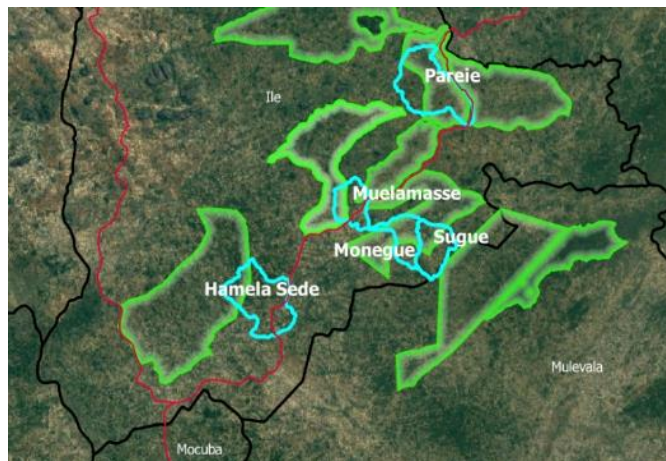 Pareie
Ile
Muelamasse
Monegue
Sugue
Hamela Sede
Mulevala
Mocuba